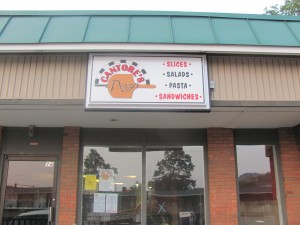 CANTORE'S
Pizza
• SLICES •
• SALADS •
• PASTA •
• SANDWICHES •